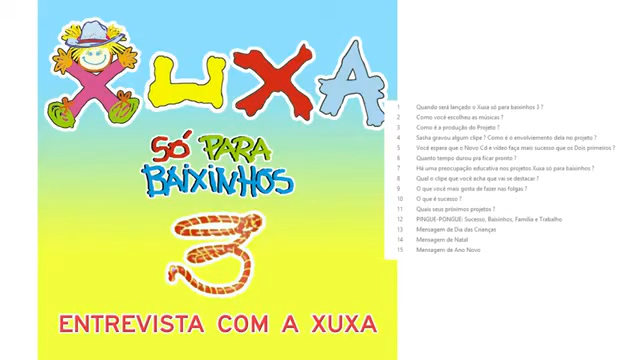 XUXA
SÓ PARA
BAIXINHOS
3
ENTREVISTA COM A XUXA
1 Quando será lançado o Xuxa só para baixinhos 3 ?
2 Como você escolheu as músicas ?
3 Como é a produção do Projeto ?
4 Sasha gravou algum clipe ? Como é o envolviamento dela no projeto ?
5 Você espera que o Novo Cd e vídeo faça mais sucesso que os Dois primeiros ?
6 Quanto tempo durou pra ficar pronto ?
7 Há uma preocupação educativa nos projetos Xuxa só para baixinhos ?
8 Qual o clipe que você acha que vai se destacar ?
9 O que você mais gosta de fazer nas folgas ?
10 O que é sucesso ?
11 Quais seus próximos projetos ?
12 PINGUE-PONGUE: Sucesso, Baixinhos, Família e Trabalho
13 Mensagem de Dia das Crianças
14 Mensagem de Natal
15 Mensagem de Ano Novo